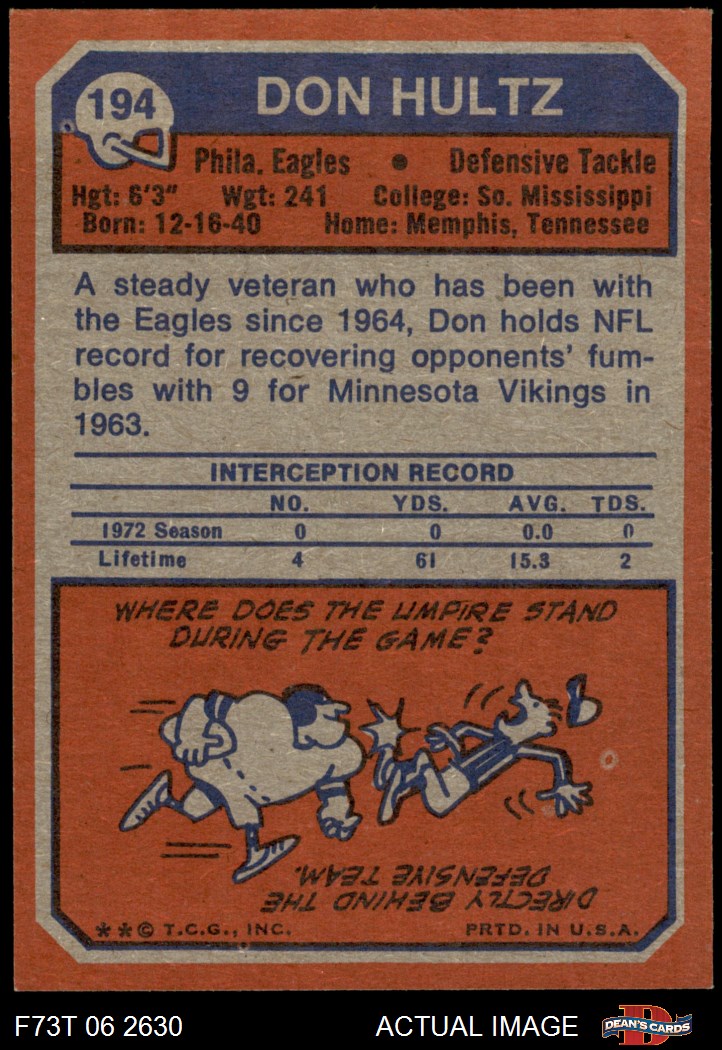 194
DON HULTZ
Phila. Eagles • Defensive Tackle
Hgt: 6'3" Wgt: 241 College: So. Mississippi
Born: 12-16-40 Home: Memphis, Tennessee
A steady veteran who has been with
the Eagles since 1964, Don holds NFL
record for recovering opponents' fum-
bles with 9 for Minnesota Vikings in
1963.
INTERCEPTION RECORD
NO. YDS. AVG. TDS.
1972 Season 0 0 0.0 0
Lifetime 4 61 15.3 2
WHERE DOES THE UMPIRE STAND
DURING THE GAME?
DIRECTLY BEHIND THE
DEFENSIVE TEAM.
**© T.C.G., INC. PRTD. IN U.S.A.
F73T 06 2630 ACTUAL IMAGE D DEAN'S CARDS